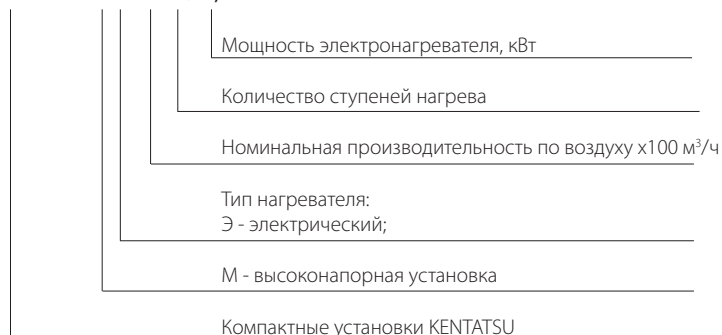 Мощность электронагревателя, кВт
Количество ступеней нагрева
Номинальная производительность по воздуху x100 м³/ч
Тип нагревателя:
Э - электрический;
М - высоконапорная установка
Компактные установки KENTATSU